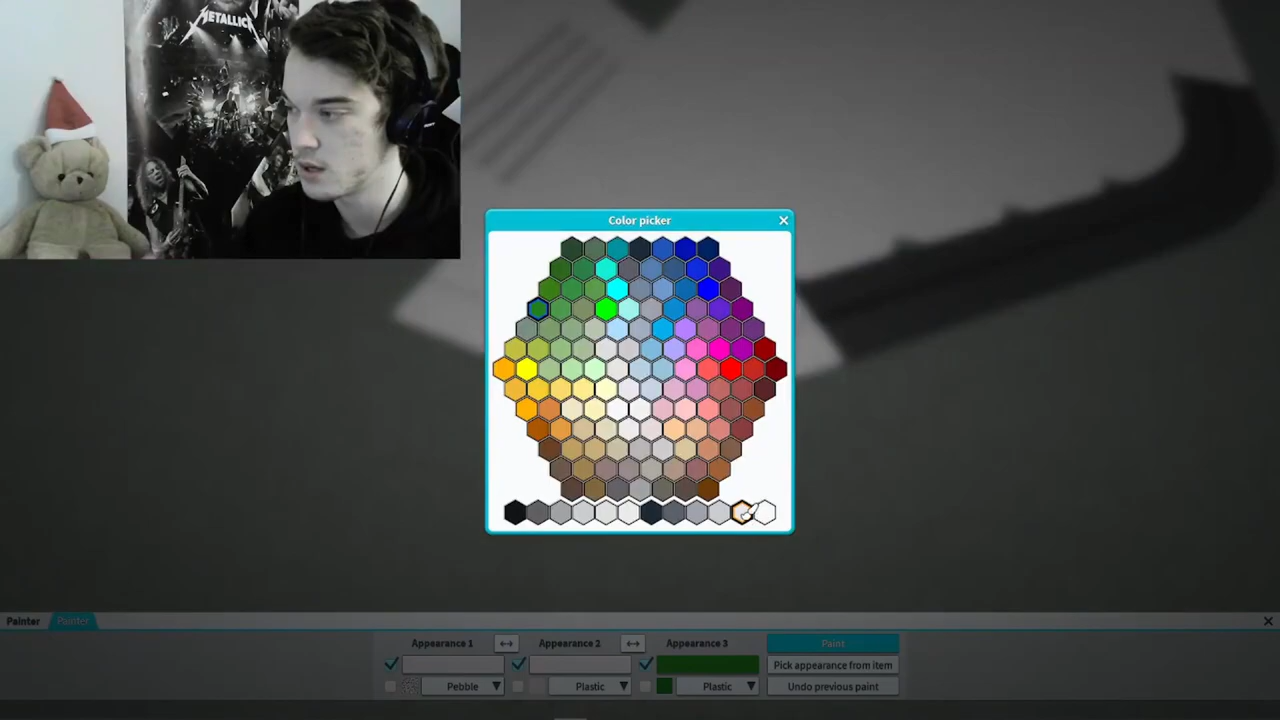 METALLICA
Color picker
Painter Painter
Appearance 1 Appearance 2 Appearance 3 Paint
Pick appearance from item
Pebble Plastic Plastic Undo previous paint